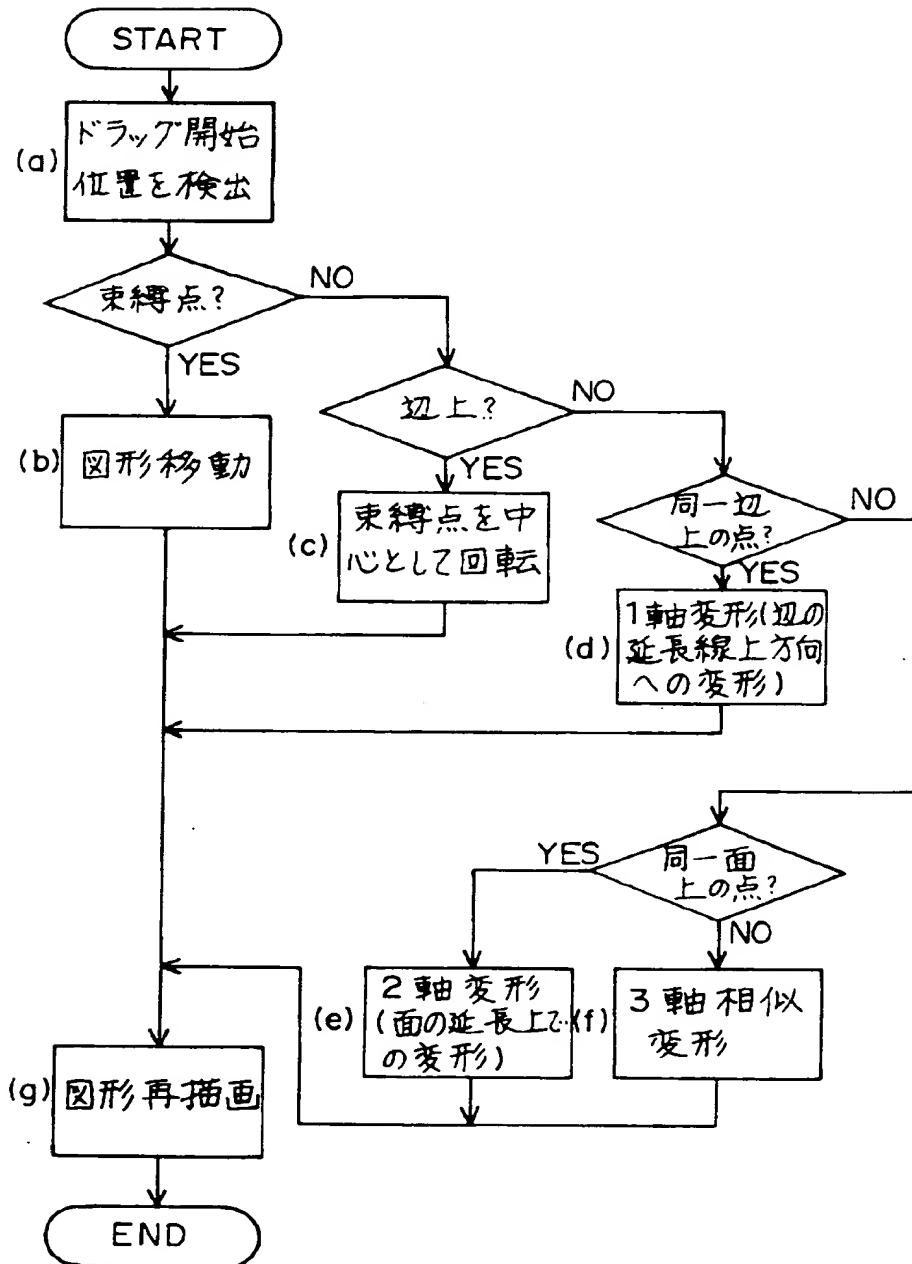 START
(a)
ドラッグ開始
位置を検出
束縛点?
NO
YES
(b)
図形移動
辺上?
NO
YES
(c)
束縛点を中
心として回転
同一辺
上の点?
NO
YES
(d)
1軸変形(辺の
延長線上方向
への変形)
同一面
上の点?
YES
NO
(e)
2軸変形
(面の延長上で
の変形)
(f)
3軸相似
変形
(g)
図形再描画
END